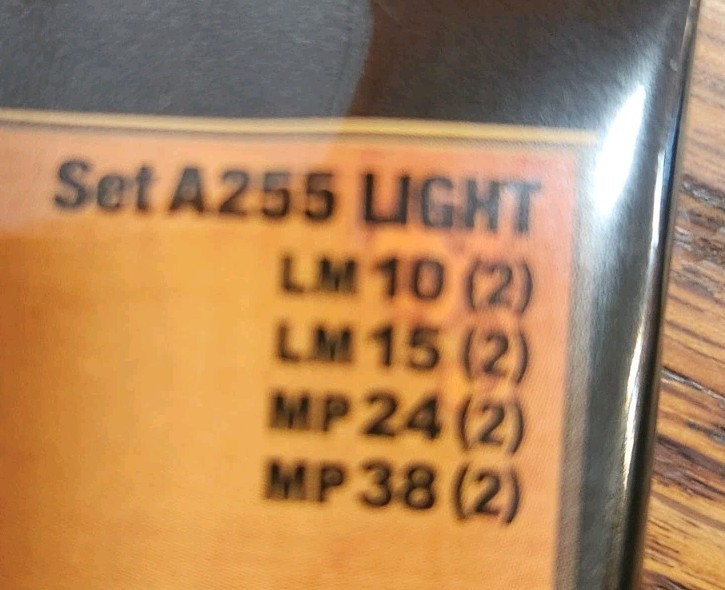 Set A255 LIGHT
LM 10 (2)
LM 15 (2)
MP 24 (2)
MP 38 (2)